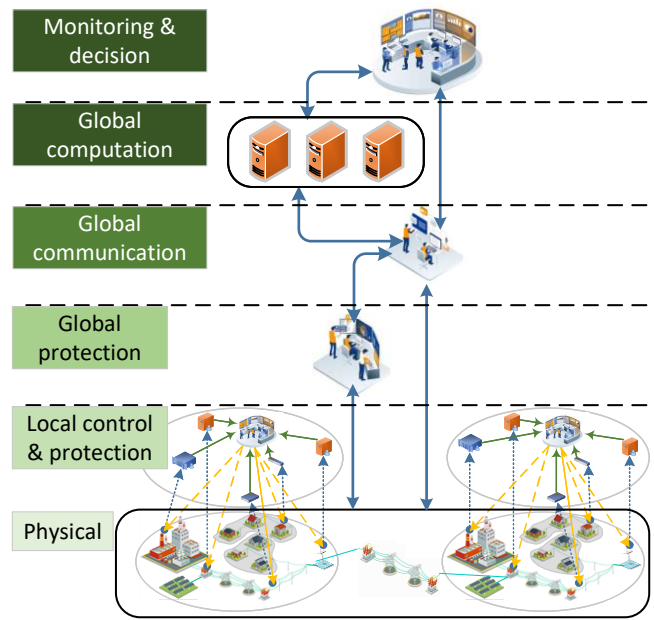 Monitoring &
decision
Global
computation
Global
communication
Global
protection
Local control
& protection
Physical